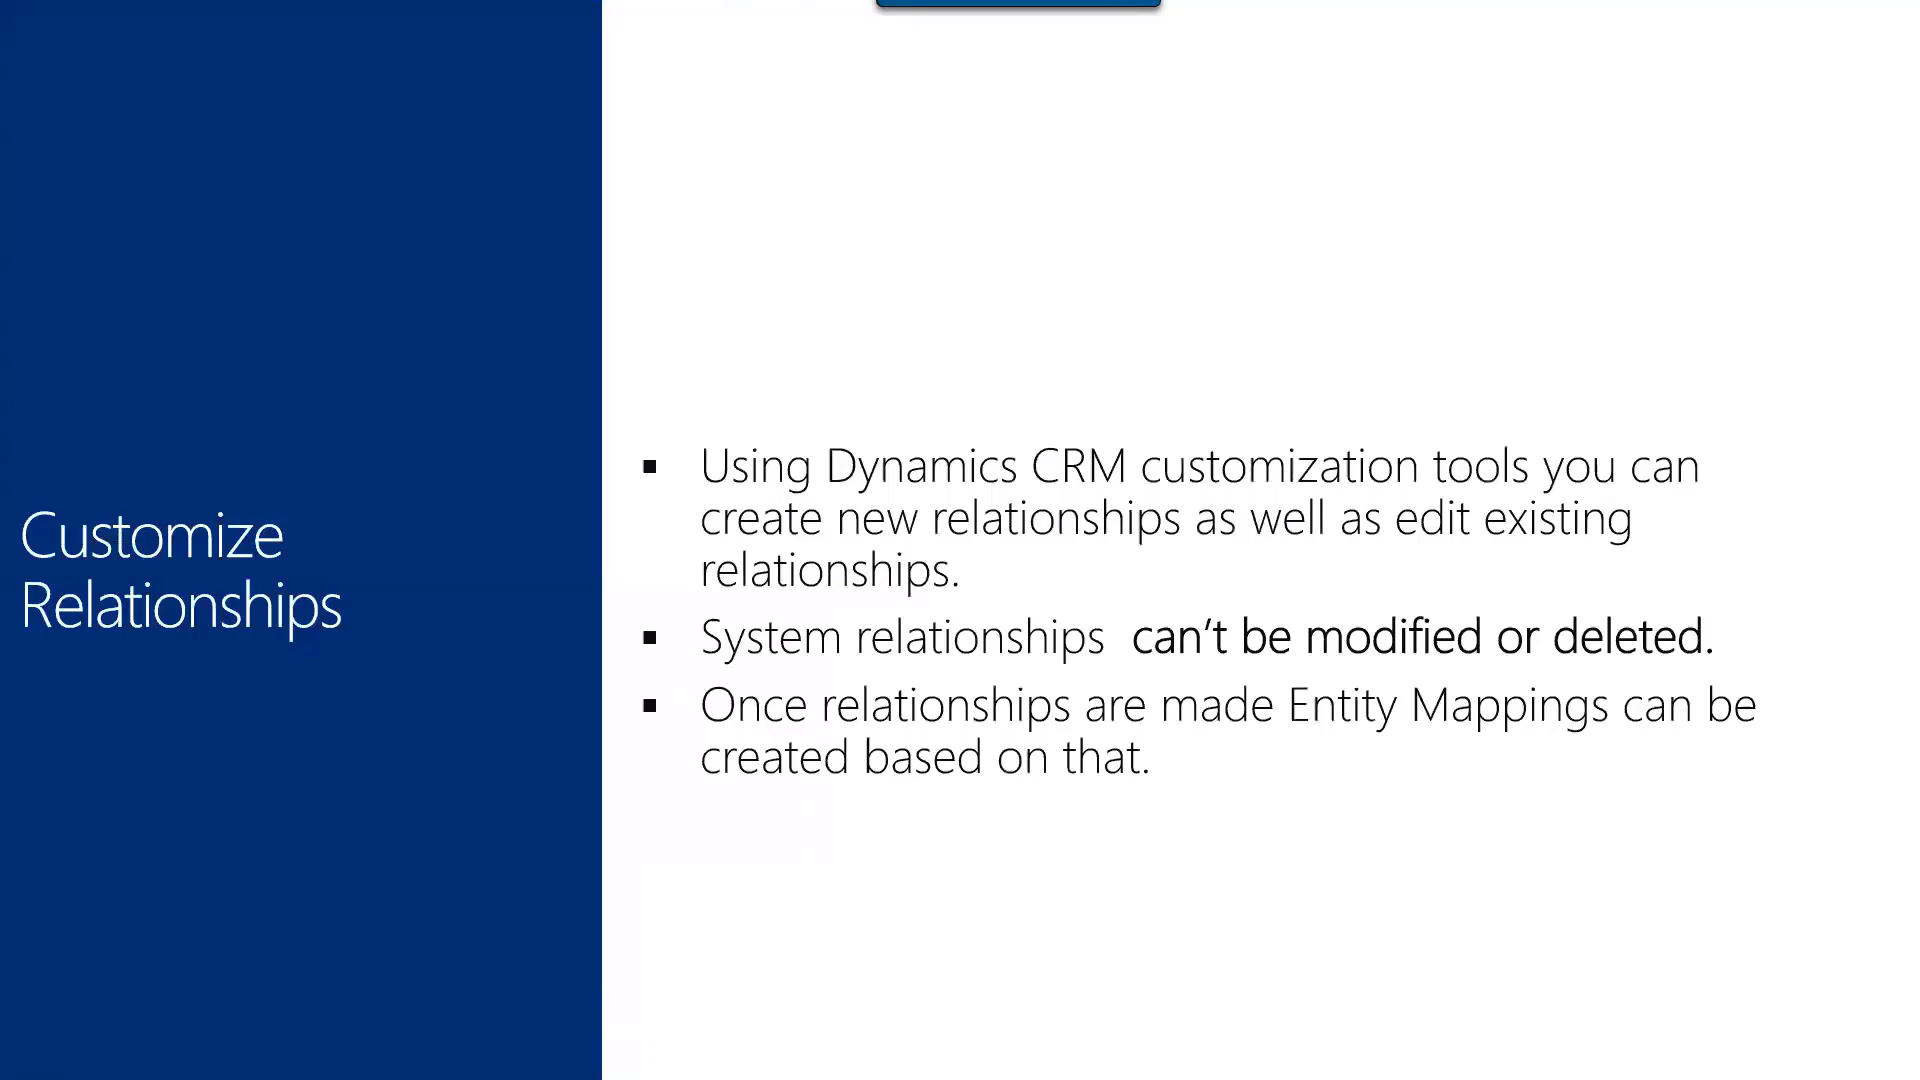 Customize
Relationships
▪ Using Dynamics CRM customization tools you can
create new relationships as well as edit existing
relationships.
▪ System relationships  can’t be modified or deleted.
▪ Once relationships are made Entity Mappings can be
created based on that.